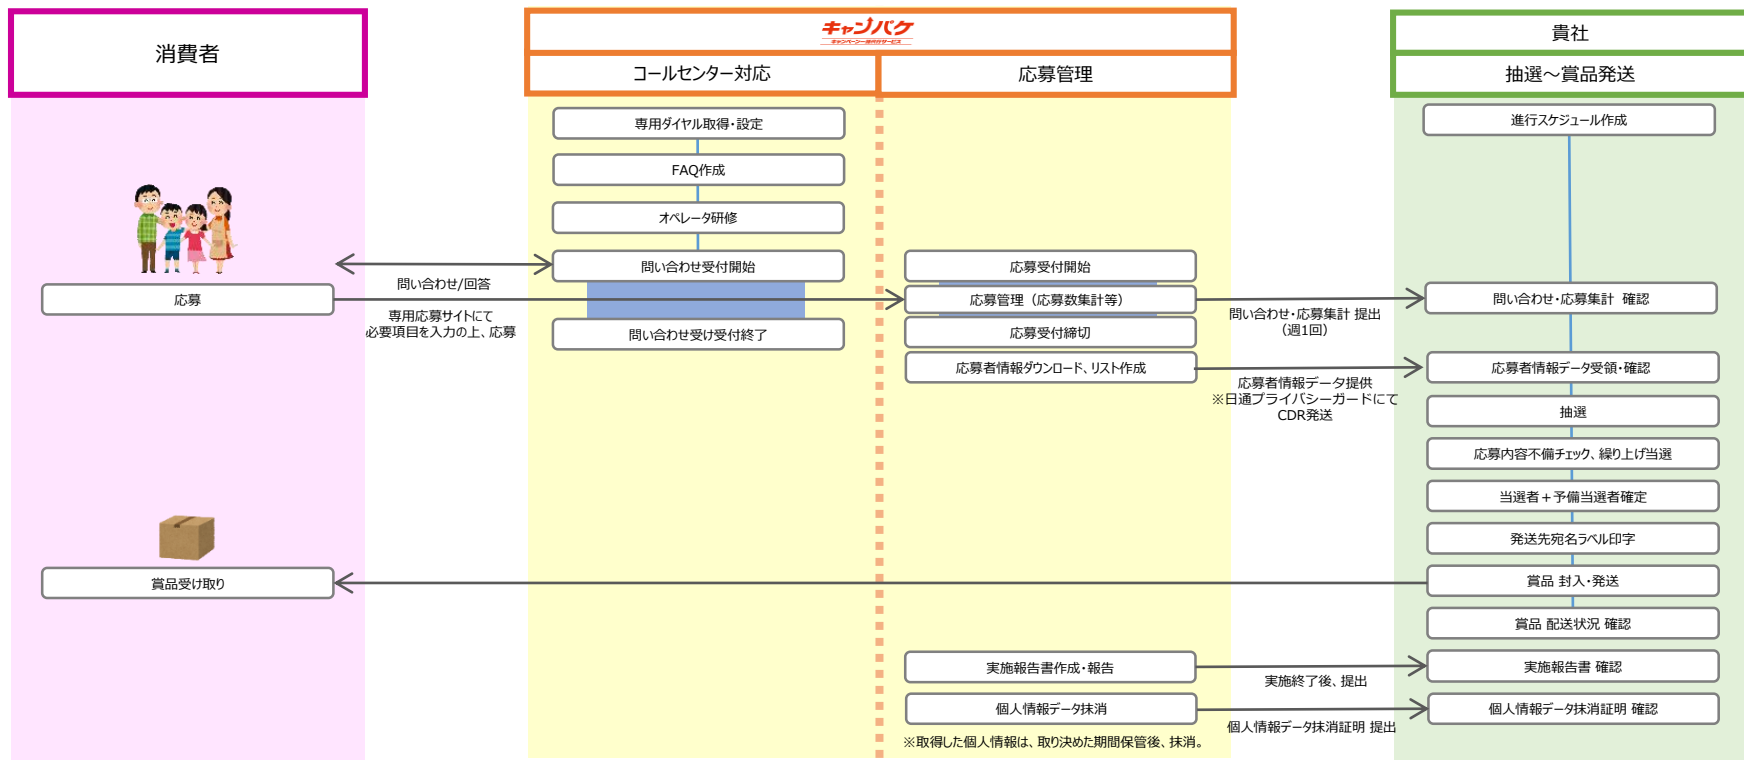 消費者
キャンパケ
キャンペーン事務局サービス
貴社
コールセンター対応
応募管理
抽選～賞品発送
専用ダイヤル取得・設定
FAQ作成
オペレータ研修
問い合わせ受付開始
問い合わせ受け受付終了
問い合わせ/回答
応募
専用応募サイトにて
必要項目を入力の上、応募
応募受付開始
応募管理（応募数集計等）
応募受付締切
応募者情報ダウンロード、リスト作成
問い合わせ・応募集計 提出
（週1回）
応募者情報データ提供
※日通プライバシーガードにて
CDR発送
進行スケジュール作成
問い合わせ・応募集計 確認
応募者情報データ受領・確認
抽選
応募内容不備チェック、繰り上げ当選
当選者＋予備当選者確定
発送先宛名ラベル印字
賞品 封入・発送
賞品受け取り
賞品 配送状況 確認
実施報告書作成・報告
実施終了後、提出
実施報告書 確認
個人情報データ抹消
個人情報データ抹消証明 提出
個人情報データ抹消証明 確認
※取得した個人情報は、取り決めた期間保管後、抹消。